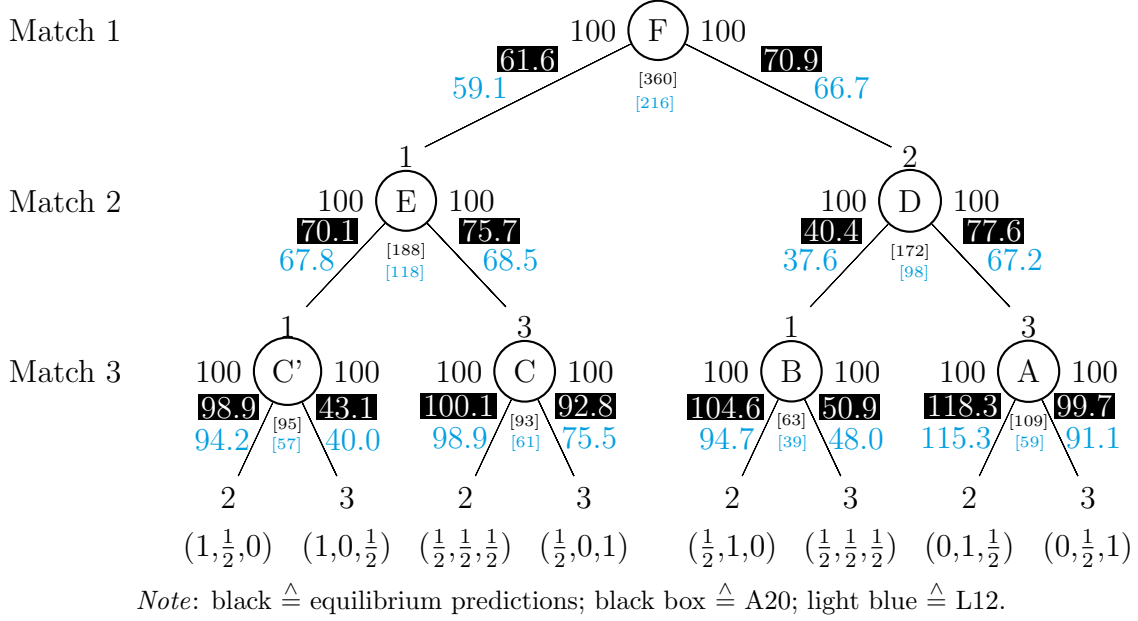 Match 1 100 F 100
61.6 70.9
59.1 [360] 66.7
[216]
1 2
Match 2 100 E 100 100 D 100
70.1 75.7 40.4 77.6
67.8 [188] 68.5 37.6 [172] 67.2
[118] [98]
1 3 1 3
Match 3 100 C' 100 100 C 100 100 B 100 100 A 100
98.9 43.1 100.1 92.8 104.6 50.9 118.3 99.7
94.2 [95] 40.0 98.9 [93] 75.5 94.7 [63] 48.0 115.3 [109] 91.1
[57] [61] [39] [59]
2 3 2 3 2 3 2 3
(1,½,0) (1,0,½) (½,½,½) (½,0,1) (½,1,0) (½,½,½) (0,1,½) (0,½,1)
Note: black ≙ equilibrium predictions; black box ≙ A20; light blue ≙ L12.